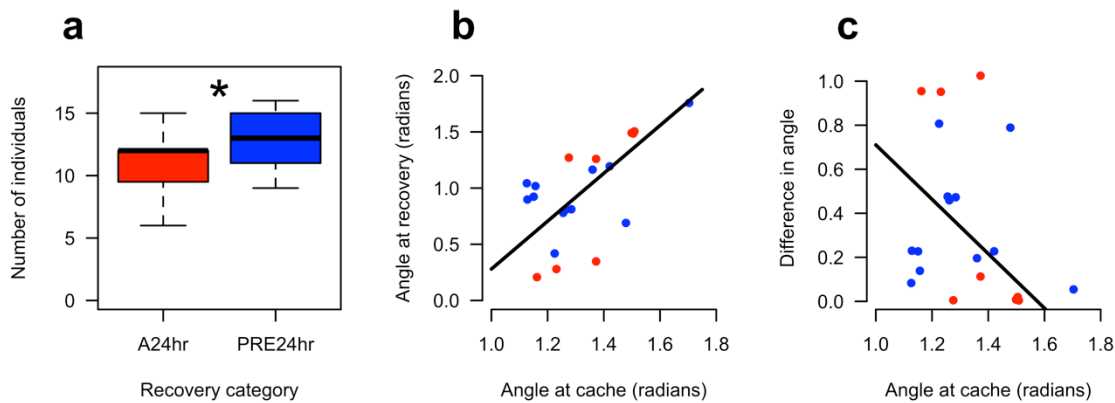 a
*
Number of individuals
15
10
5
0
A24hr PRE24hr
Recovery category
b
Angle at recovery (radians)
2.0
1.5
1.0
0.5
0.0
1.0 1.2 1.4 1.6 1.8
Angle at cache (radians)
c
Difference in angle
1.0
0.8
0.6
0.4
0.2
0.0
1.0 1.2 1.4 1.6 1.8
Angle at cache (radians)